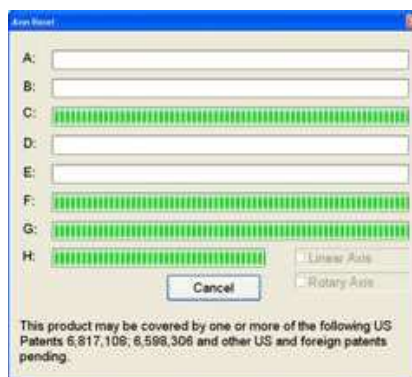 Arm Reset
A:
B:
C:
D:
E:
F:
G:
H:
Linear Axis
Cancel
Rotary Axis
This product may be covered by one or more of the following US
Patents 6,817,108; 6,598,306 and other US and foreign patents
pending.